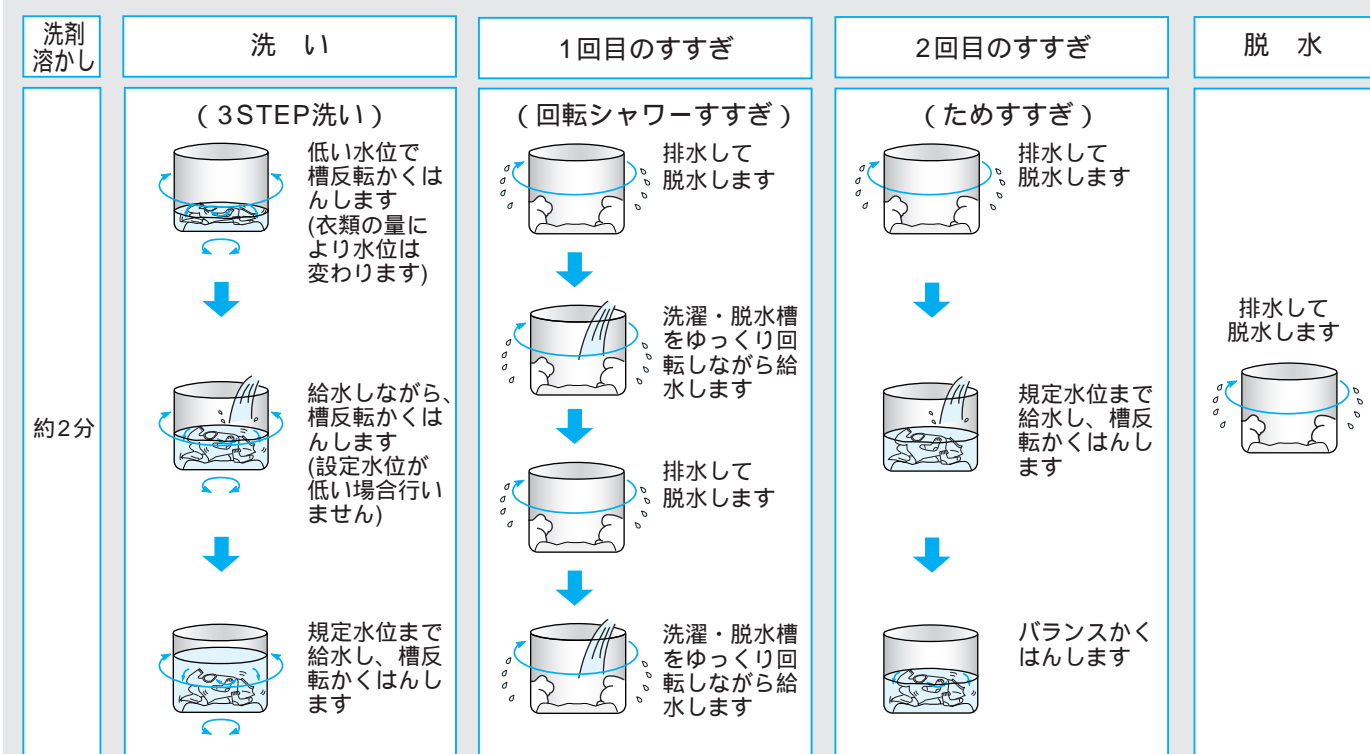 洗剤
溶かし
洗 い
1回目のすすぎ
2回目のすすぎ
脱 水
約2分
(3STEP洗い)
低い水位で
槽反転かくは
んします
(衣類の量に
より水位は
変わります)
給水しながら、
槽反転かくは
んします
(設定水位が
低い場合行い
ません)
規定水位まで
給水し、槽反
転かくはんし
ます
(回転シャワーすすぎ)
排水して
脱水します
洗濯・脱水槽
をゆっくり回
転しながら給
水します
排水して
脱水します
洗濯・脱水槽
をゆっくり回
転しながら給
水します
(ためすすぎ)
排水して
脱水します
規定水位まで
給水し、槽反
転かくはんし
ます
バランスかく
はんします
排水して
脱水します